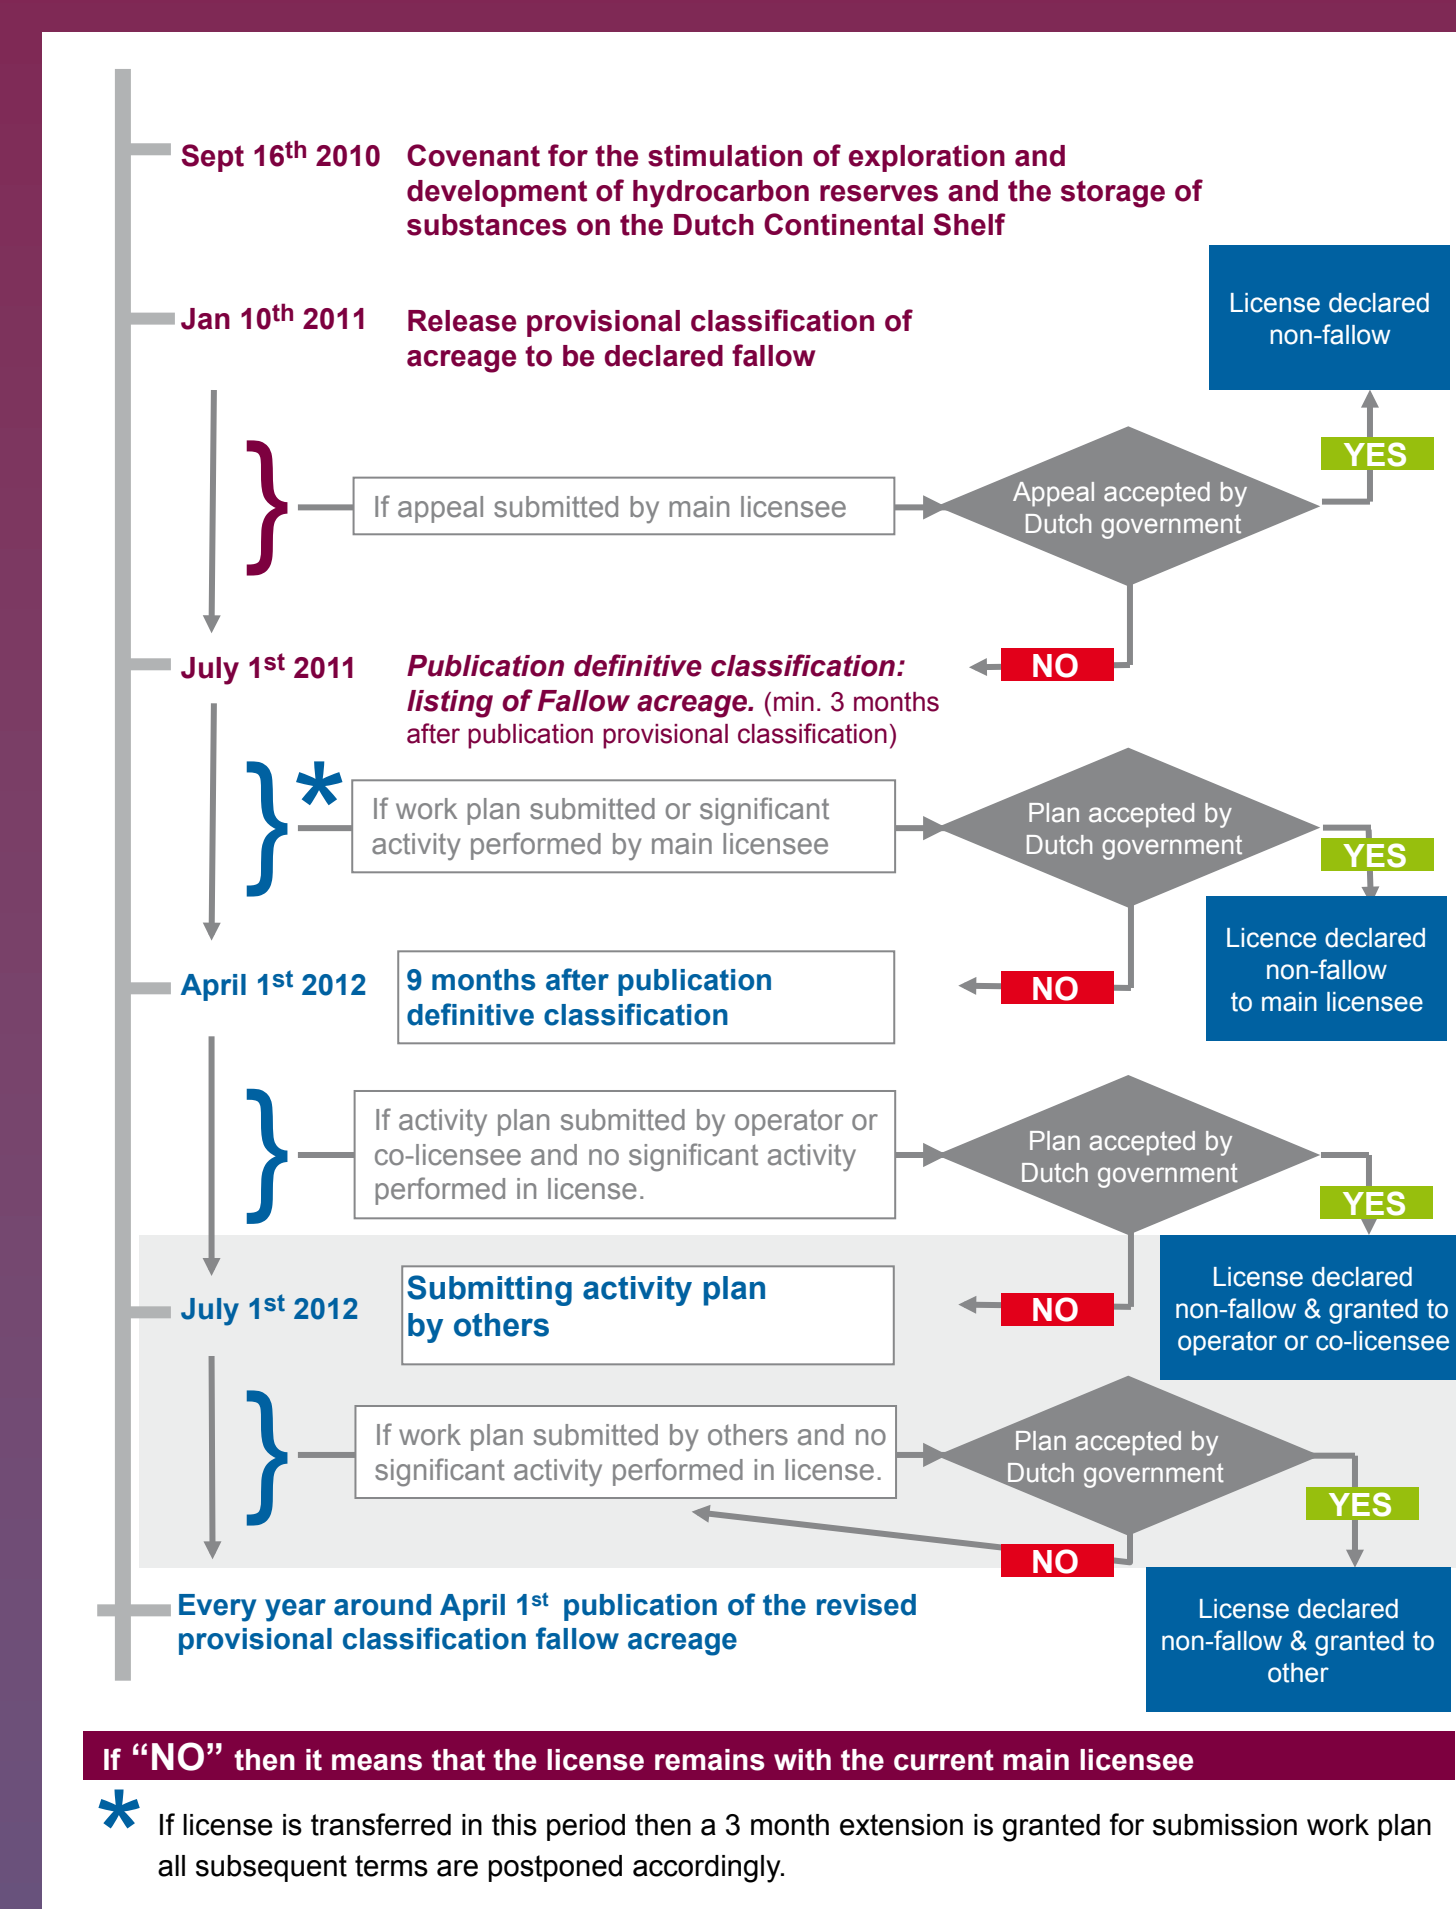 Sept 16th 2010
Covenant for the stimulation of exploration and
development of hydrocarbon reserves and the storage of
substances on the Dutch Continental Shelf
License declared
non-fallow
Jan 10th 2011
Release provisional classification of
acreage to be declared fallow
YES
If appeal submitted by main licensee
Appeal accepted by
Dutch government
NO
July 1st 2011
Publication definitive classification:
listing of Fallow acreage. (min. 3 months
after publication provisional classification)
*
If work plan submitted or significant
activity performed by main licensee
Plan accepted by
Dutch government
YES
Licence declared
non-fallow
to main licensee
NO
April 1st 2012
9 months after publication
definitive classification
If activity plan submitted by operator or
co-licensee and no significant activity
performed in license.
Plan accepted by
Dutch government
YES
License declared
non-fallow & granted to
operator or co-licensee
NO
July 1st 2012
Submitting activity plan
by others
If work plan submitted by others and no
significant activity performed in license.
Plan accepted by
Dutch government
YES
NO
License declared
non-fallow & granted to
other
Every year around April 1st publication of the revised
provisional classification fallow acreage
If “NO” then it means that the license remains with the current main licensee
* If license is transferred in this period then a 3 month extension is granted for submission work plan
all subsequent terms are postponed accordingly.